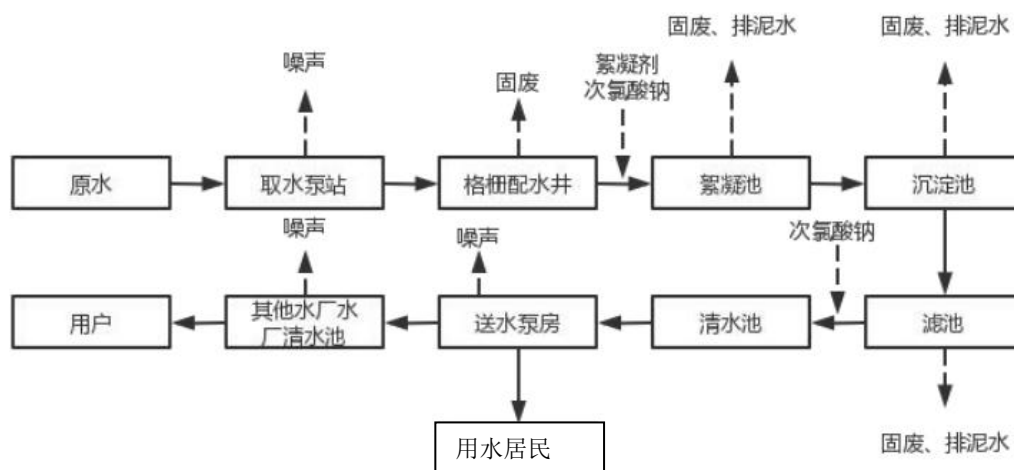 固废、排泥水
固废、排泥水
噪声
固废
絮凝剂
次氯酸钠
原水
取水泵站
格栅配水井
絮凝池
沉淀池
噪声
噪声
次氯酸钠
用户
其他水厂水
厂清水池
送水泵房
清水池
滤池
用水居民
固废、排泥水